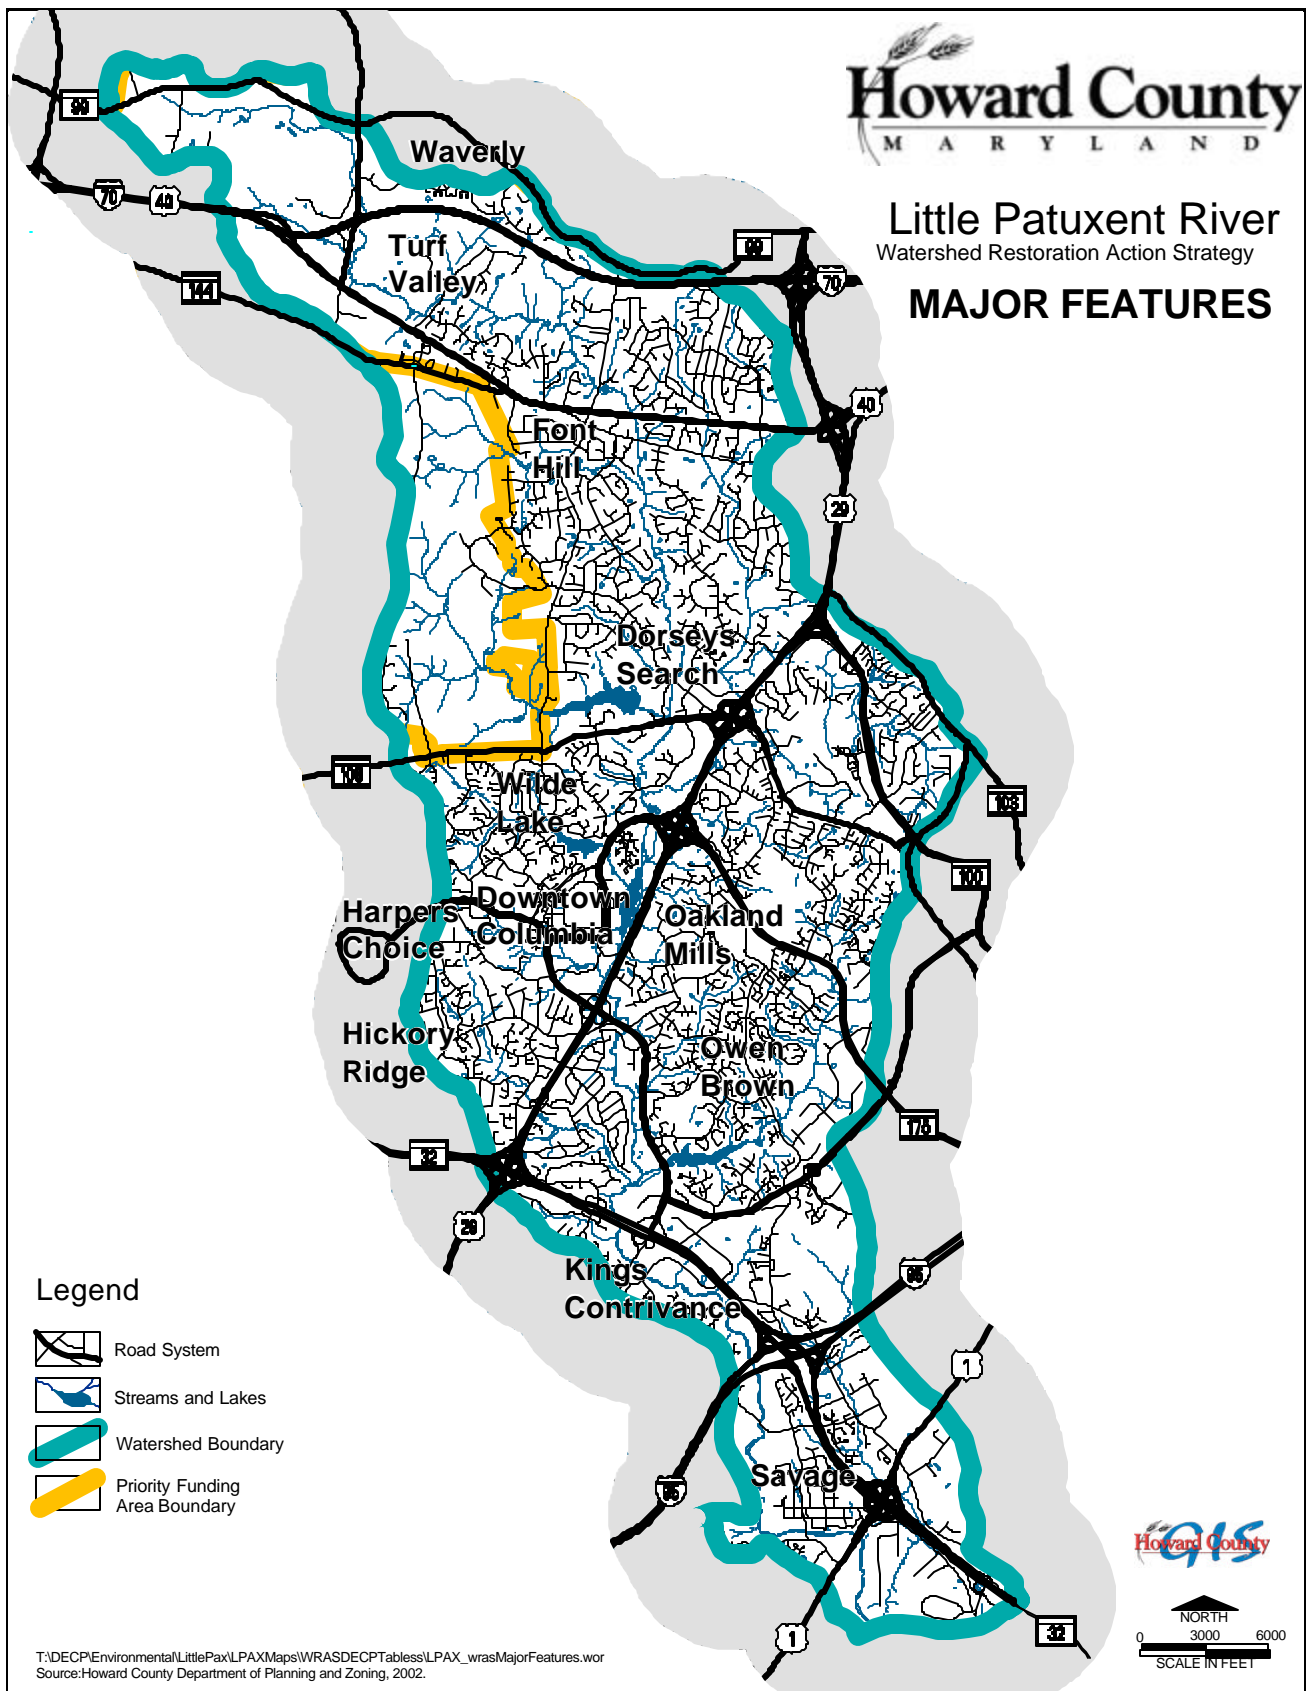 Howard County
MARYLAND
Little Patuxent River
Watershed Restoration Action Strategy
MAJOR FEATURES
99
Waverly
70
40
Turf
Valley
99
70
144
40
Font
Hill
29
Dorseys
Search
108
Wilde
Lake
103
100
Harpers
Choice
Downtown
Columbia
Oakland
Mills
Hickory
Ridge
Owen
Brown
175
32
29
Kings
Contrivance
95
1
Savage
95
1
32
Legend
Road System
Streams and Lakes
Watershed Boundary
Priority Funding
Area Boundary
Howard County
GIS
NORTH
0 3000 6000
SCALE IN FEET
T:\DECP\Environmental\LittlePax\LPAXMaps\WRASDECPTabless\LPAX_wrasMajorFeatures.wor
Source:Howard County Department of Planning and Zoning, 2002.